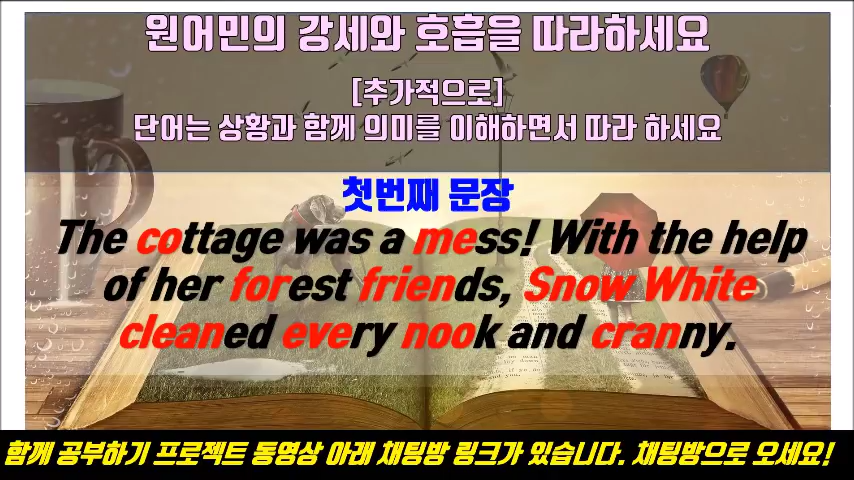 원어민의 강세와 호흡을 따라하세요
[추가적으로]
단어는 상황과 함께 의미를 이해하면서 따라 하세요
첫번째 문장
The cottage was a mess! With the help
of her forest friends, Snow White
cleaned every nook and cranny.
함께 공부하기 프로젝트 동영상 아래 채팅방 링크가 있습니다. 채팅방으로 오세요!